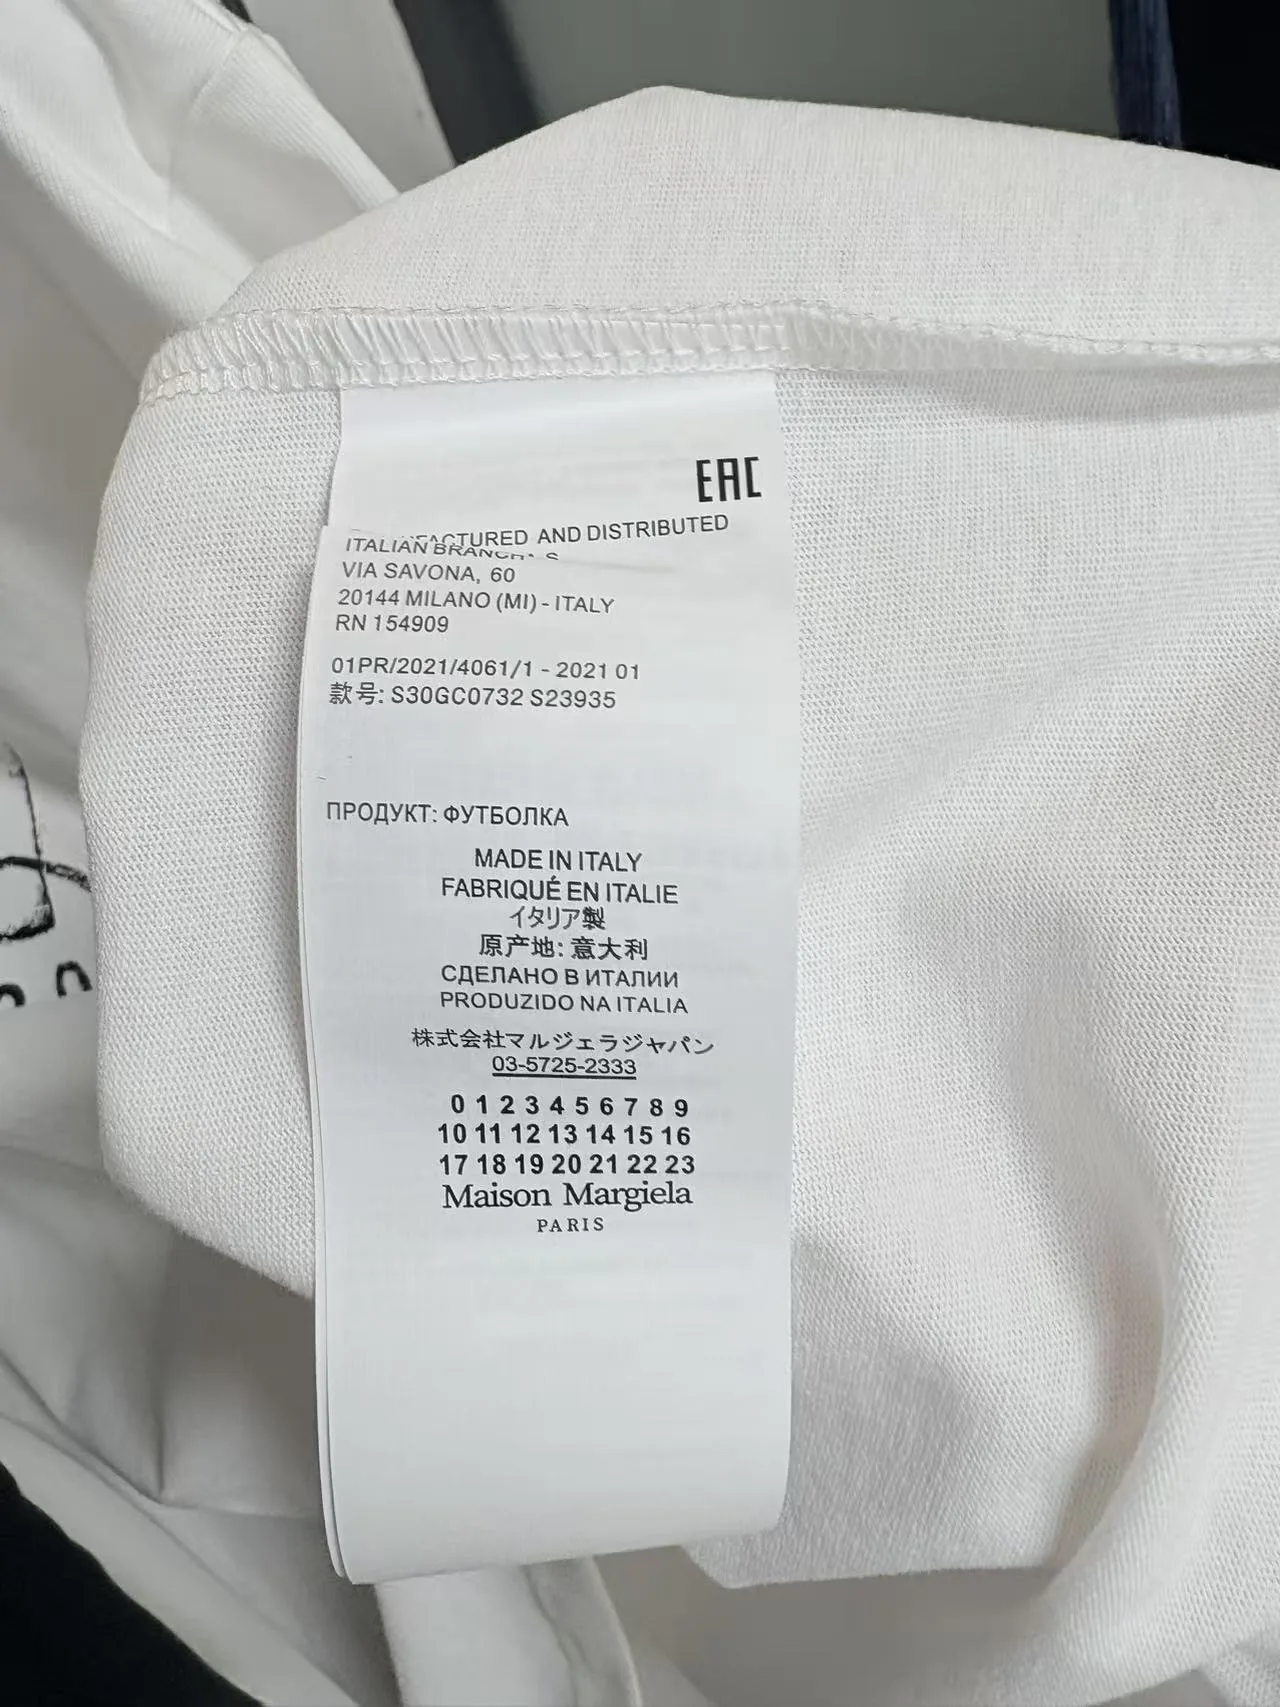 EAC
AND DISTRIBUTED
ITALIAN
VIA SAVONA, 60
20144 MILANO (MI) - ITALY
RN 154909
01PR/2021/4061/1 - 2021 01
款号: S30GC0732 S23935
ПРОДУКТ: ФУТБОЛКА
MADE IN ITALY
FABRIQUÉ EN ITALIE
イタリア製
原产地: 意大利
СДЕЛАНО В ИТАЛИИ
PRODUZIDO NA ITALIA
株式会社マルジェラジャパン
03-5725-2333
0 1 2 3 4 5 6 7 8 9
10 11 12 13 14 15 16
17 18 19 20 21 22 23
Maison Margiela
PARIS